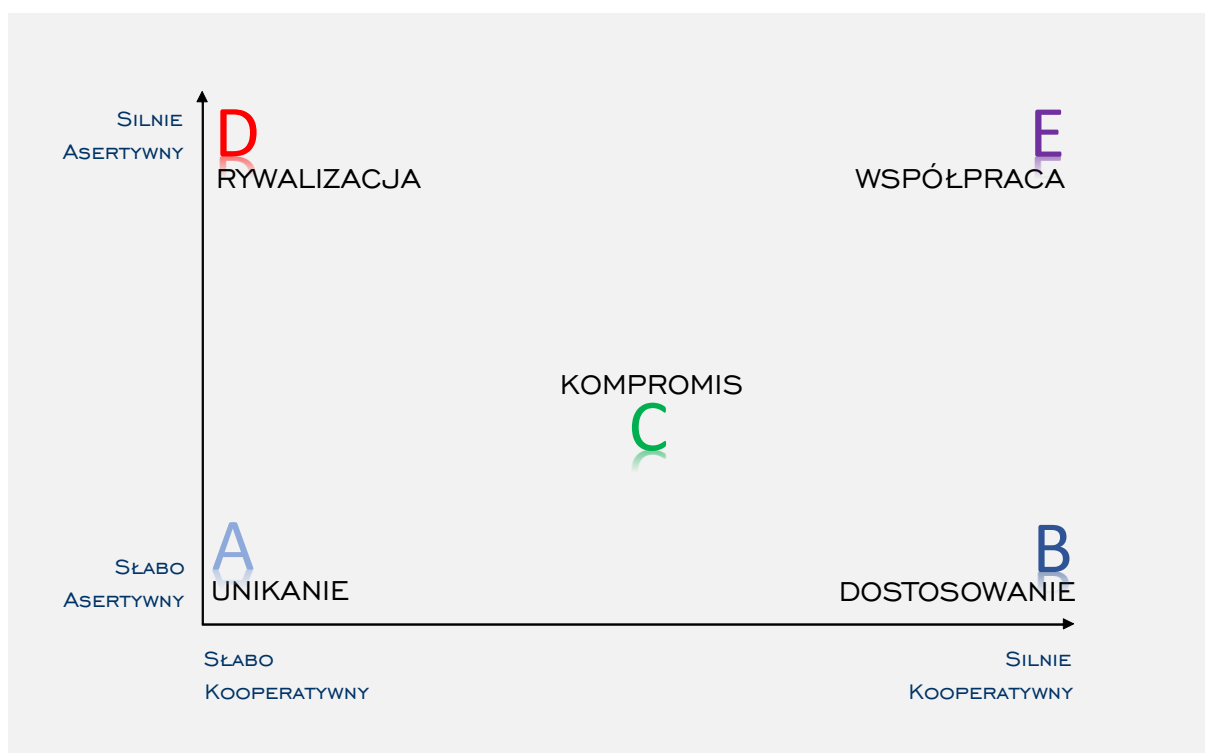 Silnie
Asertywny
D
RYWALIZACJA
E
WSPÓŁPRACA
KOMPROMIS
C
Słabo
Asertywny
A
UNIKANIE
B
DOSTOSOWANIE
Słabo
Kooperatywny
Silnie
Kooperatywny